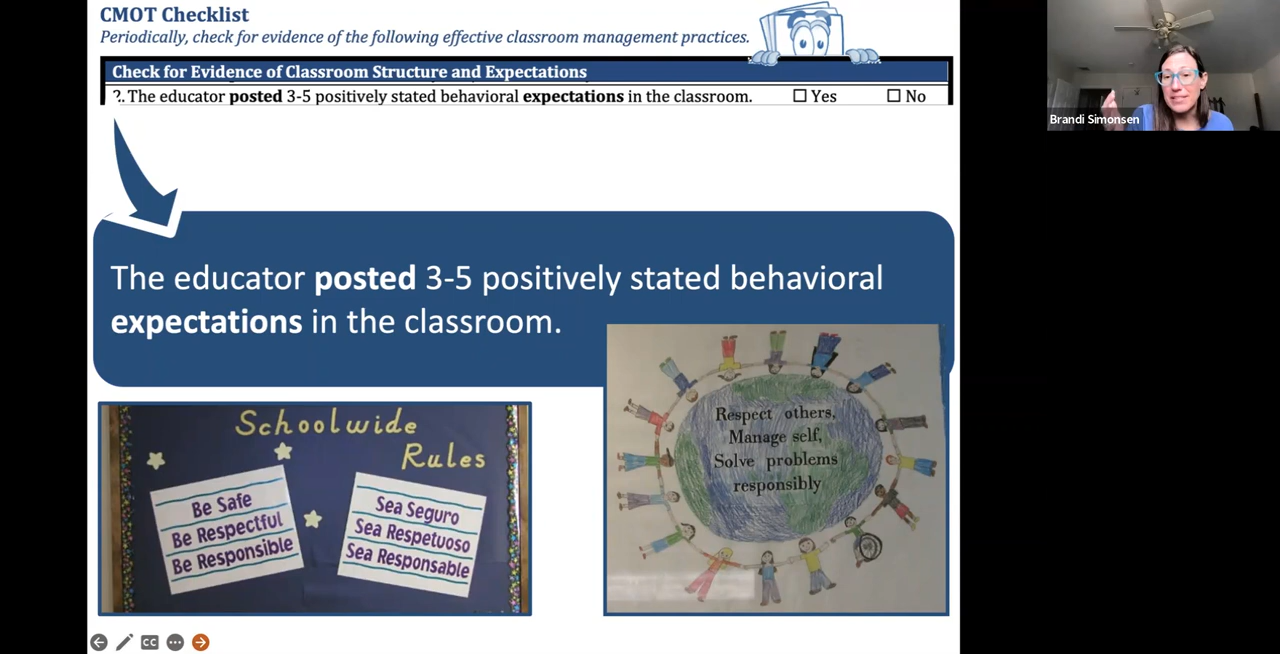 CMOT Checklist
Periodically, check for evidence of the following effective classroom management practices.
Check for Evidence of Classroom Structure and Expectations
?. The educator posted 3-5 positively stated behavioral expectations in the classroom. ☐ Yes ☐ No
Brandi Simonsen
The educator posted 3-5 positively stated behavioral
expectations in the classroom.
Schoolwide
Rules
Be Safe
Be Respectful
Be Responsible
Sea Seguro
Sea Respetuoso
Sea Responsable
Respect others,
Manage self,
Solve problems
responsibly
CC